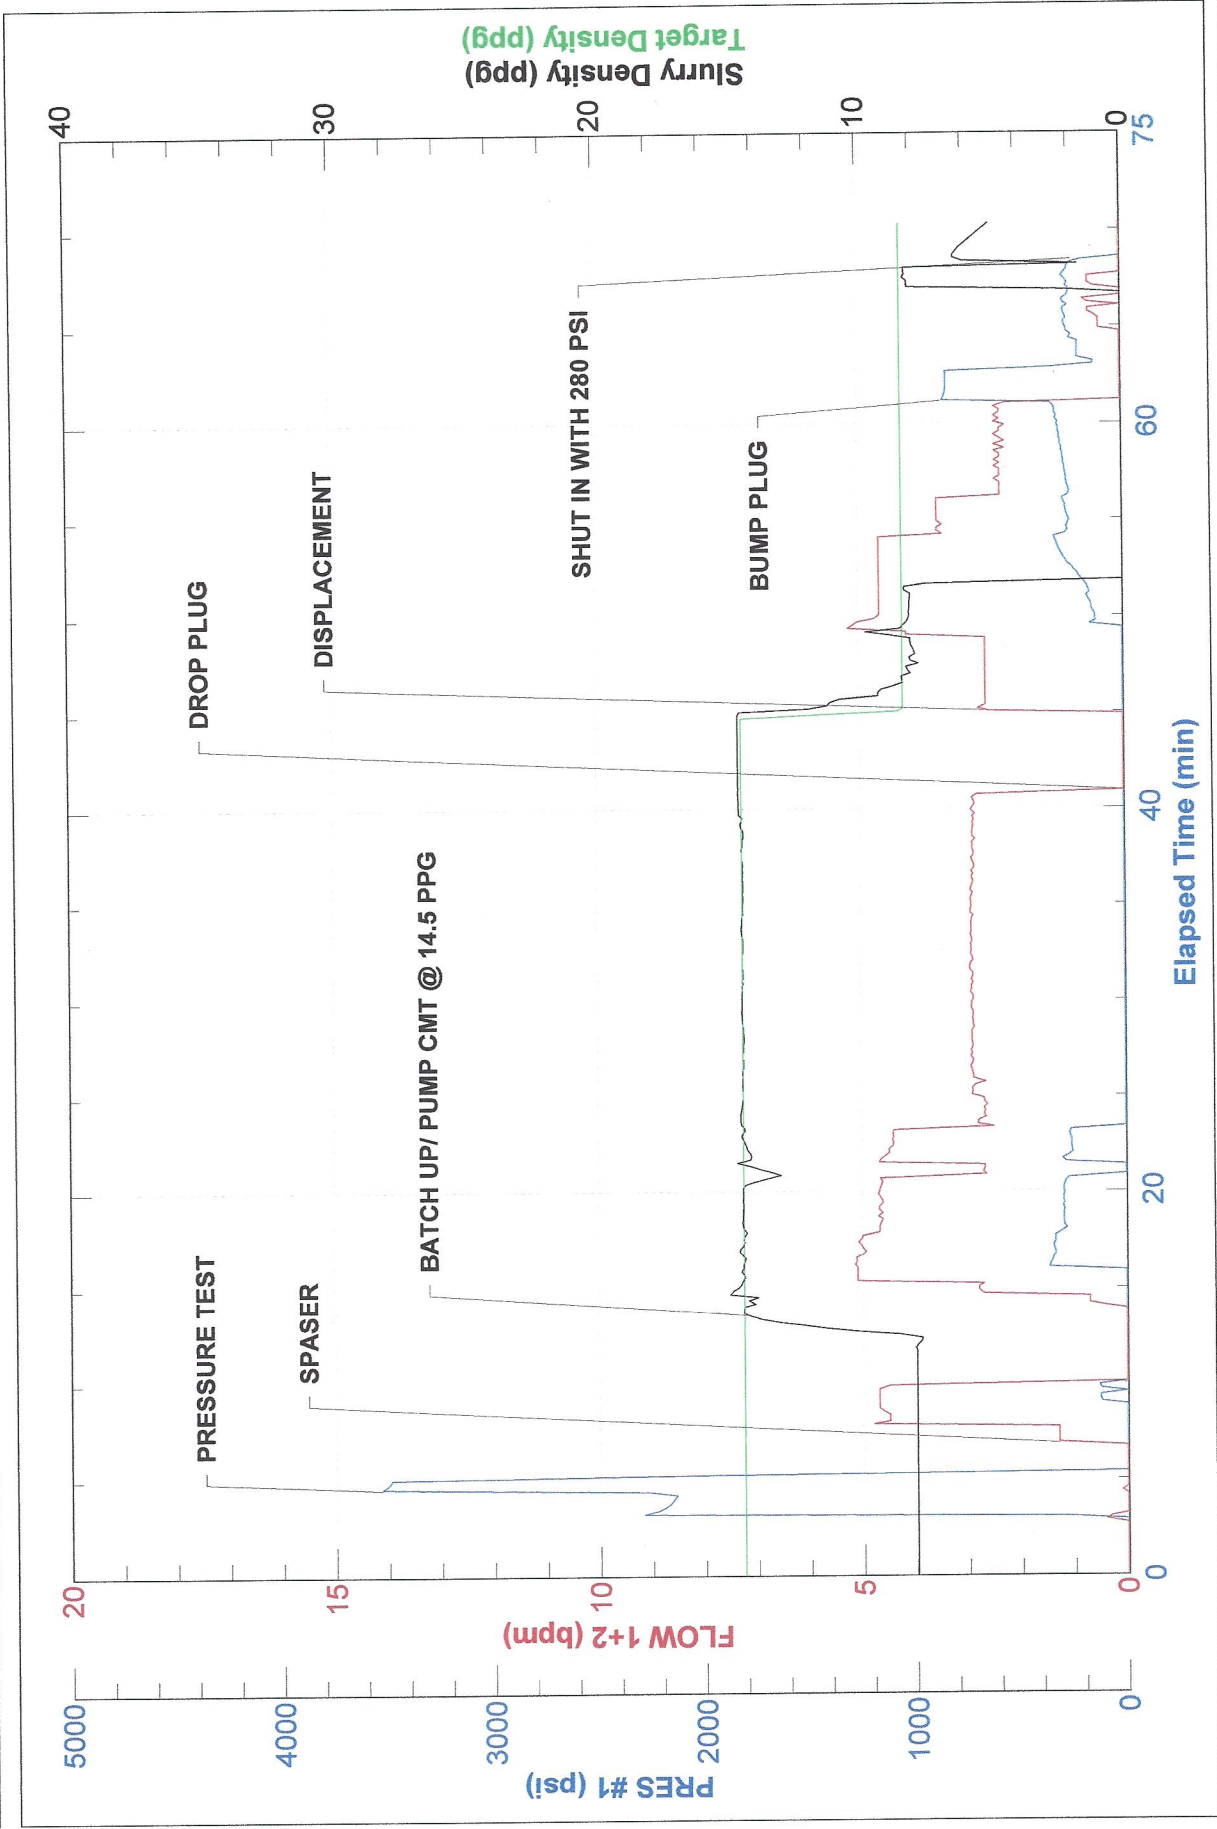 PRESSURE TEST
SPASER
BATCH UP/ PUMP CMT @ 14.5 PPG
DROP PLUG
DISPLACEMENT
SHUT IN WITH 280 PSI
BUMP PLUG
PRES #1 (psi)
5000
4000
3000
2000
1000
0
FLOW 1+2 (bpm)
20
15
10
5
0
Elapsed Time (min)
0
20
40
60
75
40
30
20
10
0
Slurry Density (ppg)
Target Density (ppg)